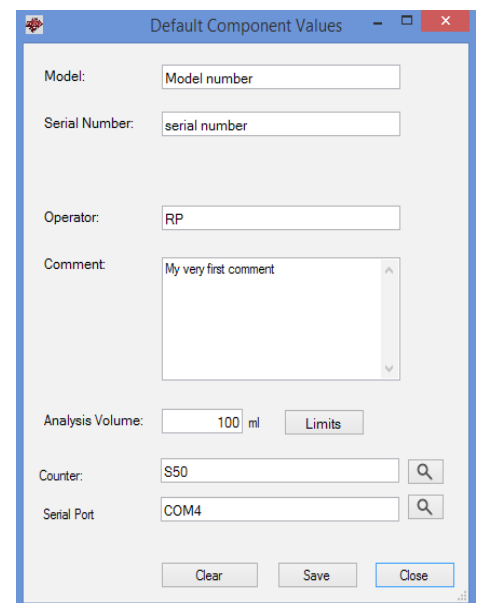 Default Component Values
Model: Model number
Serial Number: serial number
Operator: RP
Comment: My very first comment
Analysis Volume: 100 ml Limits
Counter: S50
Serial Port COM4
Clear Save Close